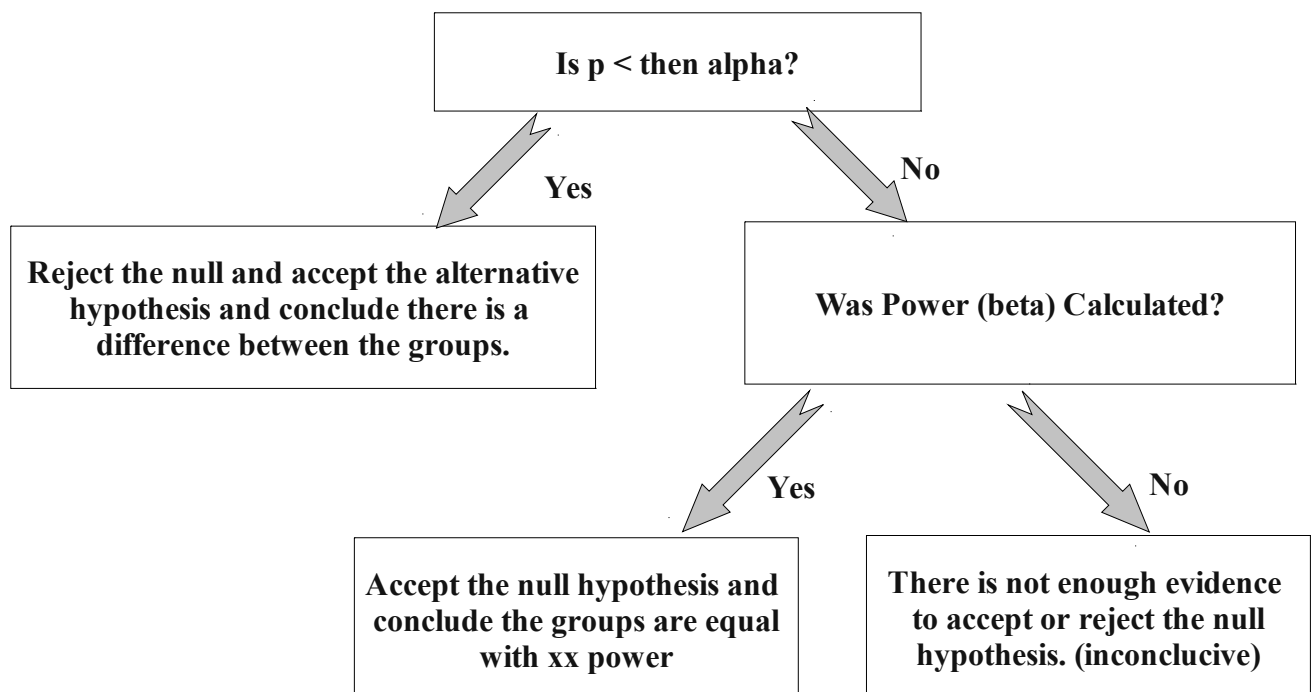 Is p < then alpha?
Yes
No
Reject the null and accept the alternative
hypothesis and conclude there is a
difference between the groups.
Was Power (beta) Calculated?
Yes
No
Accept the null hypothesis and
conclude the groups are equal
with xx power
There is not enough evidence
to accept or reject the null
hypothesis. (inconclucive)